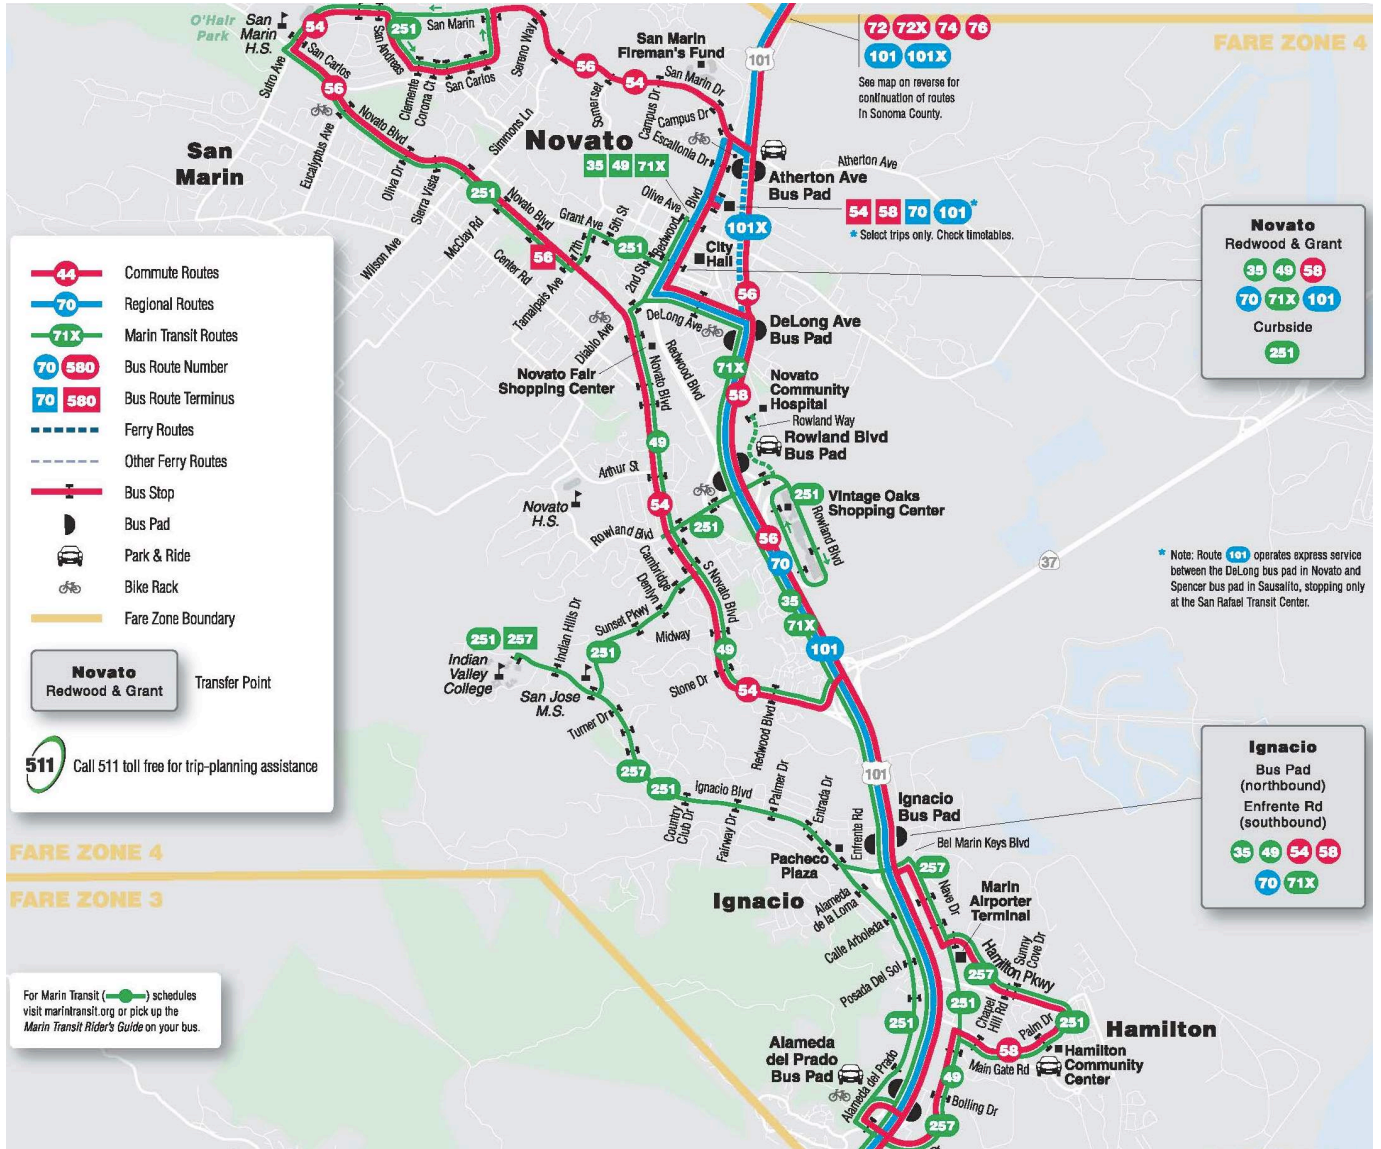 O'Hair
Park
San
Marin
H.S.
54
251
San Marin
San Andreas
San Carlos
Sutro Ave
56
Clemente
Corona Ct
San Carlos
Sereno Way
56
54
Somerset
Campus Dr
San Marin
Fireman's Fund
San Marin Dr
Campus Dr
Escallonia Dr
101
72 72X 74 76
101 101X
See map on reverse for
continuation of routes
in Sonoma County.
FARE ZONE 4
Novato Blvd
Simmons Ln
Eucalyptus Ave
Oliva Dr
Sierra Vista
San
Marin
Novato
35 49 71X
Atherton Ave
Atherton Ave
Bus Pad
54 58 70 101*
* Select trips only. Check timetables.
Olive Ave
Redwood Blvd
101X
City
Hall
251
Novato Blvd
Grant Ave
5th St
7th
251
2nd St
56
McClay Rd
Center Rd
Wilson Ave
Tamalpais Ave
Novato
Redwood & Grant
35 49 58
70 71X 101
Curbside
251
44 Commute Routes
70 Regional Routes
71X Marin Transit Routes
70 580 Bus Route Number
70 580 Bus Route Terminus
Ferry Routes
Other Ferry Routes
Bus Stop
Bus Pad
Park & Ride
Bike Rack
Fare Zone Boundary
Novato
Redwood & Grant
Transfer Point
511 Call 511 toll free for trip-planning assistance
56
DeLong Ave
DeLong Ave
Bus Pad
Diablo Ave
Redwood Blvd
Novato Fair
Shopping Center
Novato Blvd
71X
58
Novato
Community
Hospital
Rowland Way
Rowland Blvd
Bus Pad
49
Arthur St
54
Novato
H.S.
Rowland Blvd
251
251
Vintage Oaks
Shopping Center
Rowland Blvd
56
70
37
* Note: Route 101 operates express service
between the DeLong bus pad in Novato and
Spencer bus pad in Sausalito, stopping only
at the San Rafael Transit Center.
Cambridge
Denlyn
S Novato Blvd
35
71X
101
Sunset Pkwy
Midway
Indian Hills Dr
251 257
Indian
Valley
College
251
San Jose
M.S.
49
Stone Dr
54
Redwood Blvd
Turner Dr
257
251
101
Ignacio Blvd
Country
Club Dr
Fairway Dr
Palmer Dr
Entrada Dr
Enfrente Rd
Ignacio
Bus Pad
Bel Marin Keys Blvd
Pacheco
Plaza
Ignacio
Bus Pad
(northbound)
Enfrente Rd
(southbound)
35 49 54 58
70 71X
FARE ZONE 4
FARE ZONE 3
Ignacio
Alameda
de la Loma
Calle Arboleda
Posada Del Sol
257
Nave Dr
Marin
Airporter
Terminal
Hamilton Pkwy
Sunny
Cove Dr
257
251
Chapel
Hill Rd
Palm Dr
251
Hamilton
251
58
Main Gate Rd
Hamilton
Community
Center
Alameda
del Prado
Bus Pad
Alameda del Prado
49
Bolling Dr
257
For Marin Transit ( ) schedules
visit marintransit.org or pick up the
Marin Transit Rider's Guide on your bus.